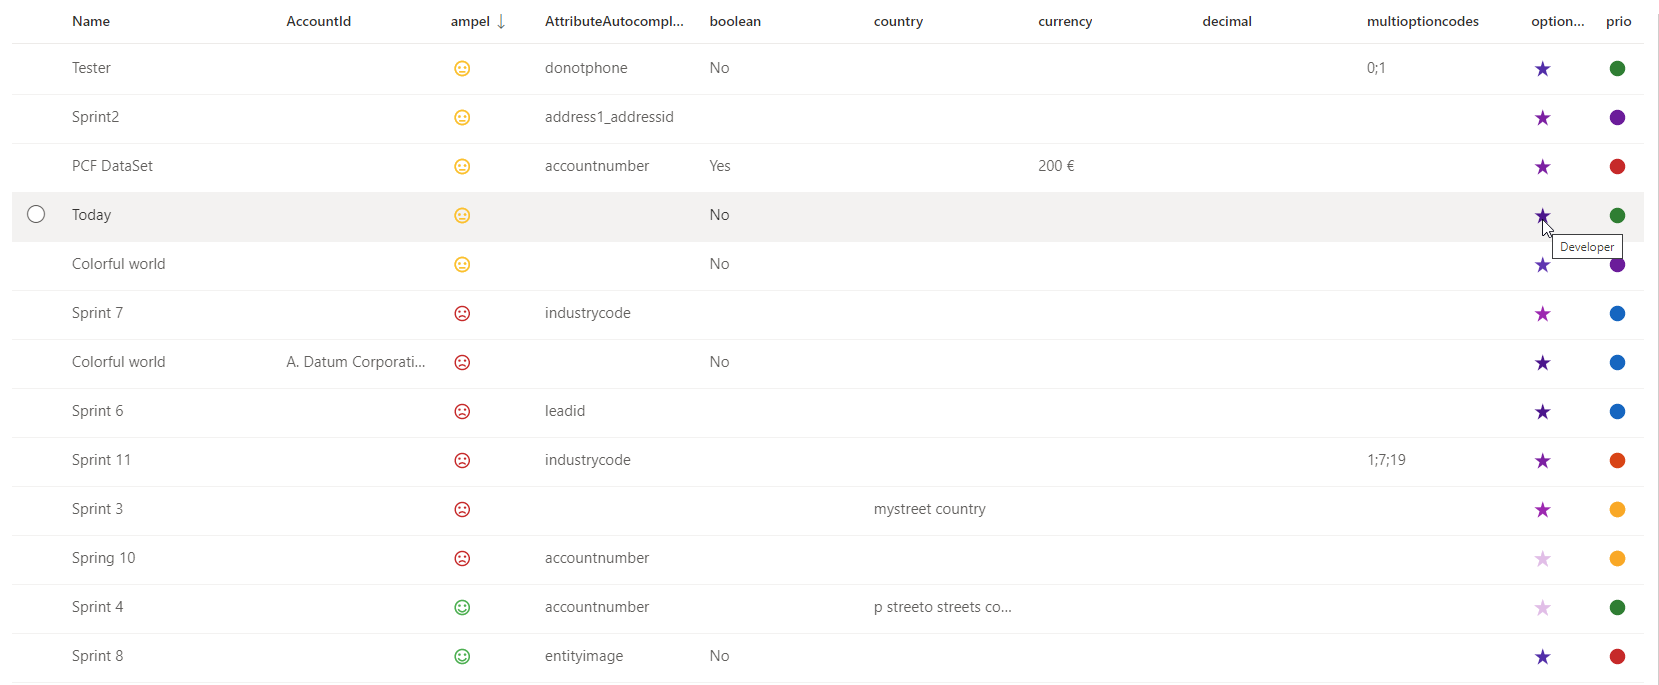 Name AccountId ampel ↓ AttributeAutocompl... boolean country currency decimal multioptioncodes option... prio
Tester donotphone No 0;1
Sprint2 address1_addressid
PCF DataSet accountnumber Yes 200 €
Today No
Developer
Colorful world No
Sprint 7 industrycode
Colorful world A. Datum Corporati... No
Sprint 6 leadid
Sprint 11 industrycode 1;7;19
Sprint 3 mystreet country
Spring 10 accountnumber
Sprint 4 accountnumber p streeto streets co...
Sprint 8 entityimage No